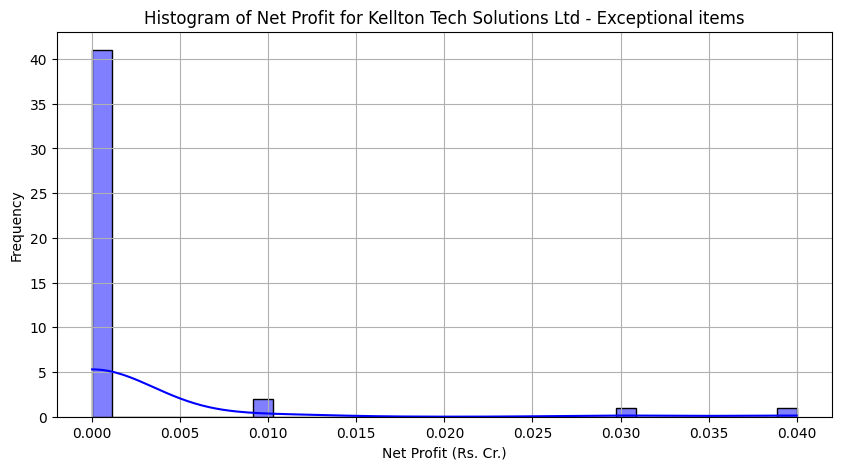 Histogram of Net Profit for Kellton Tech Solutions Ltd - Exceptional items
40
35
30
25
20
15
10
5
0
Frequency
0.000 0.005 0.010 0.015 0.020 0.025 0.030 0.035 0.040
Net Profit (Rs. Cr.)